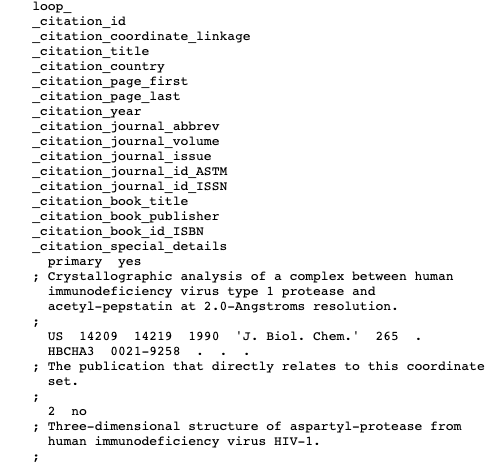 loop_
_citation_id
_citation_coordinate_linkage
_citation_title
_citation_country
_citation_page_first
_citation_page_last
_citation_year
_citation_journal_abbrev
_citation_journal_volume
_citation_journal_issue
_citation_journal_id_ASTM
_citation_journal_id_ISSN
_citation_book_title
_citation_book_publisher
_citation_book_id_ISBN
_citation_special_details
primary yes
; Crystallographic analysis of a complex between human
immunodeficiency virus type 1 protease and
acetyl-pepstatin at 2.0-Angstroms resolution.
;
US 14209 14219 1990 'J. Biol. Chem.' 265 .
HBCHA3 0021-9258 . . .
; The publication that directly relates to this coordinate
set.
;
2 no
; Three-dimensional structure of aspartyl-protease from
human immunodeficiency virus HIV-1.
;